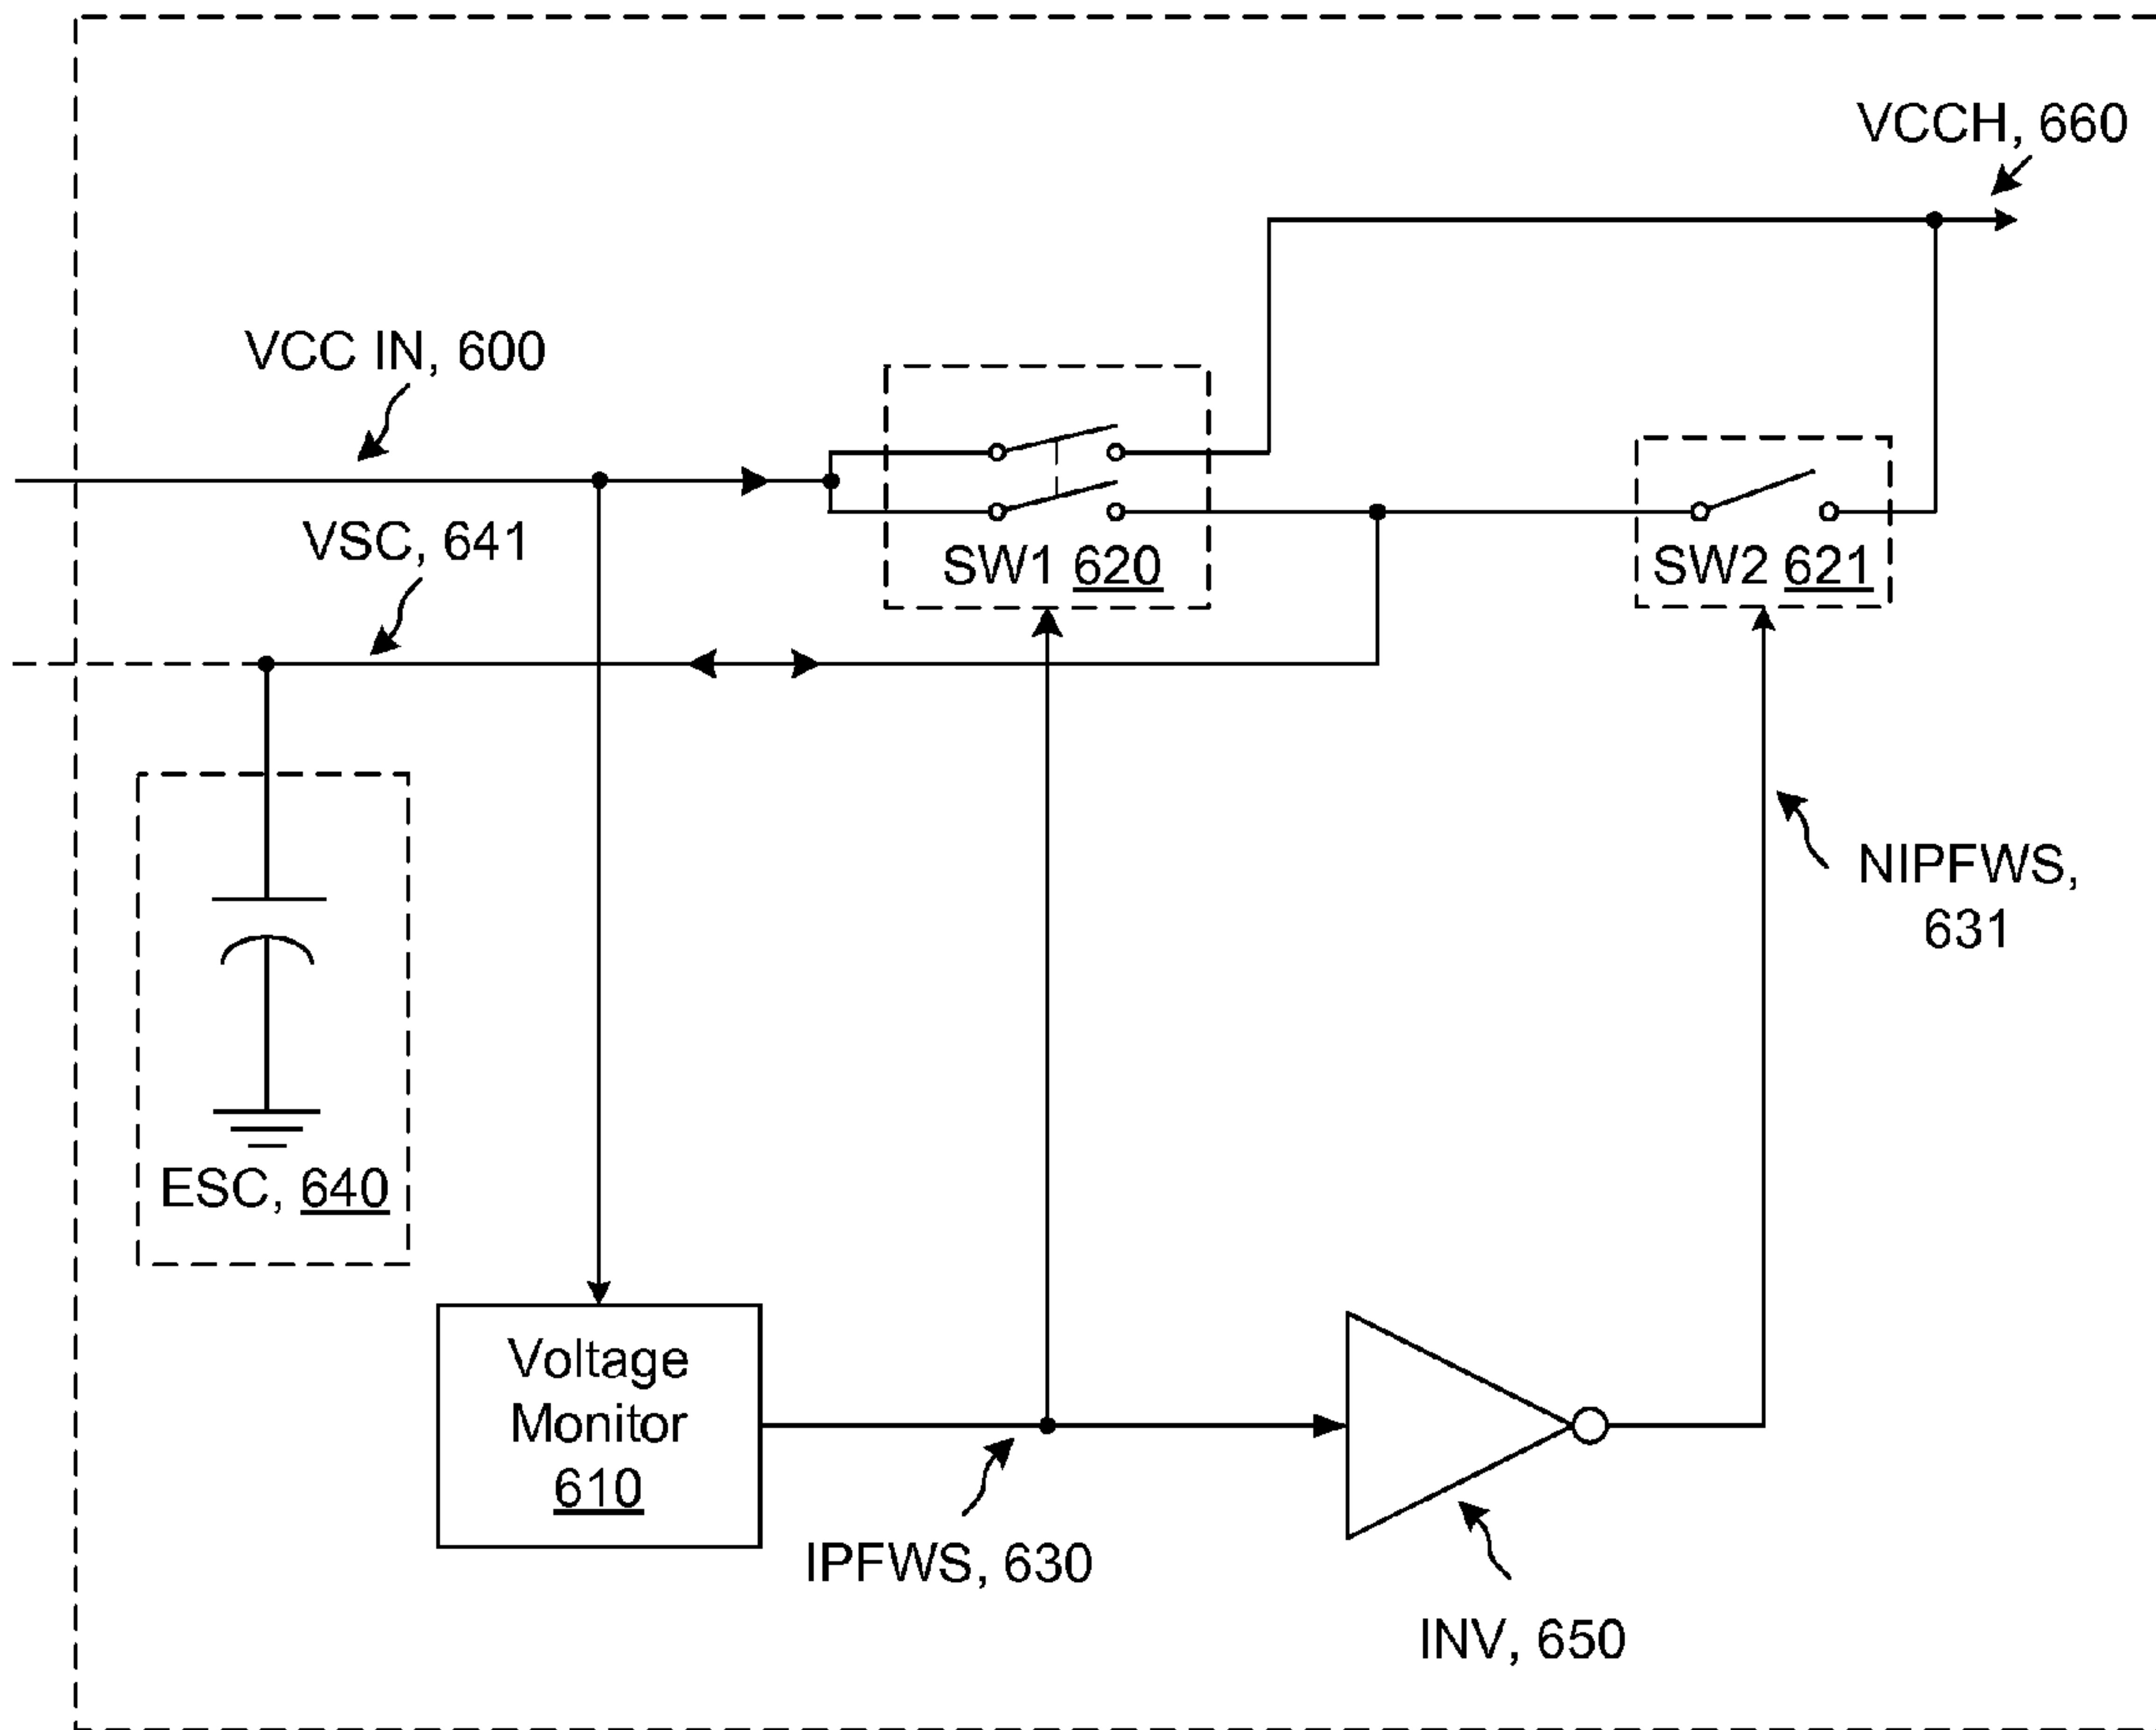 VCCH, 660
VCC IN, 600
VSC, 641
SW1 620
SW2 621
NIPFWS,
631
ESC, 640
Voltage
Monitor
610
IPFWS, 630
INV, 650